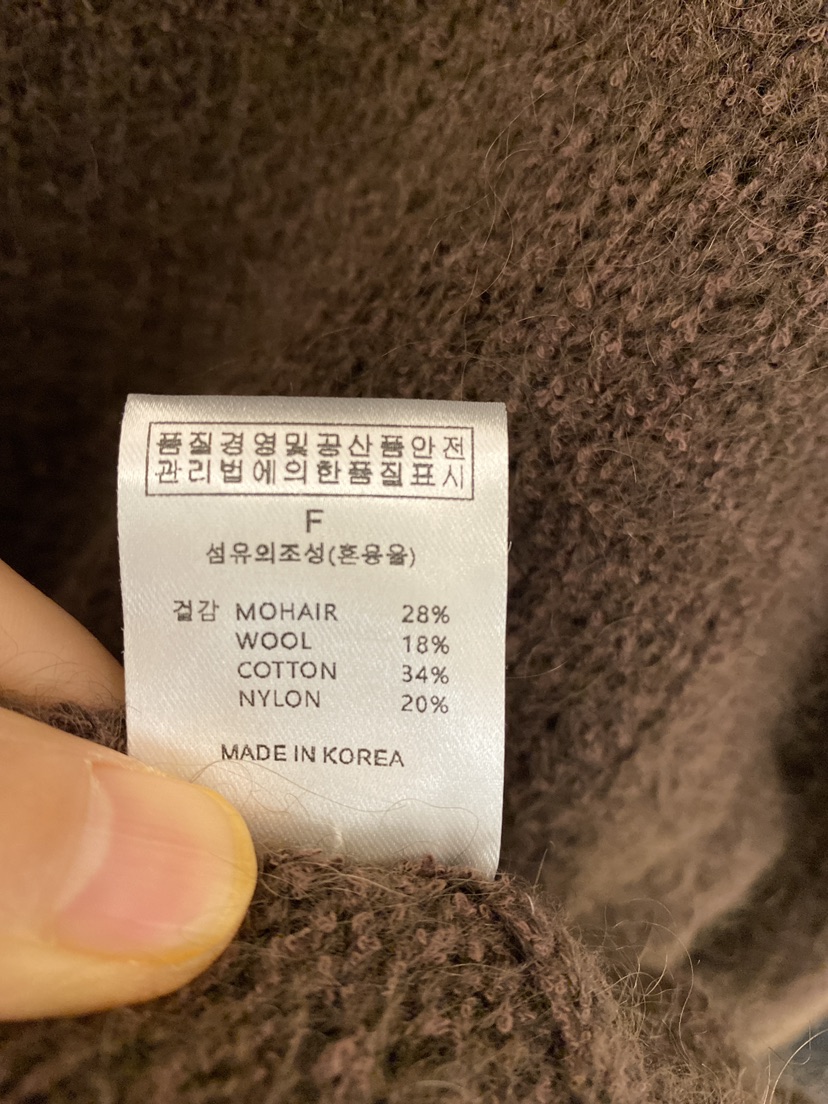 품질경영및공산품안전
관리법에의한품질표시
F
섬유의조성(혼용율)
겉감 MOHAIR 28%
WOOL 18%
COTTON 34%
NYLON 20%
MADE IN KOREA